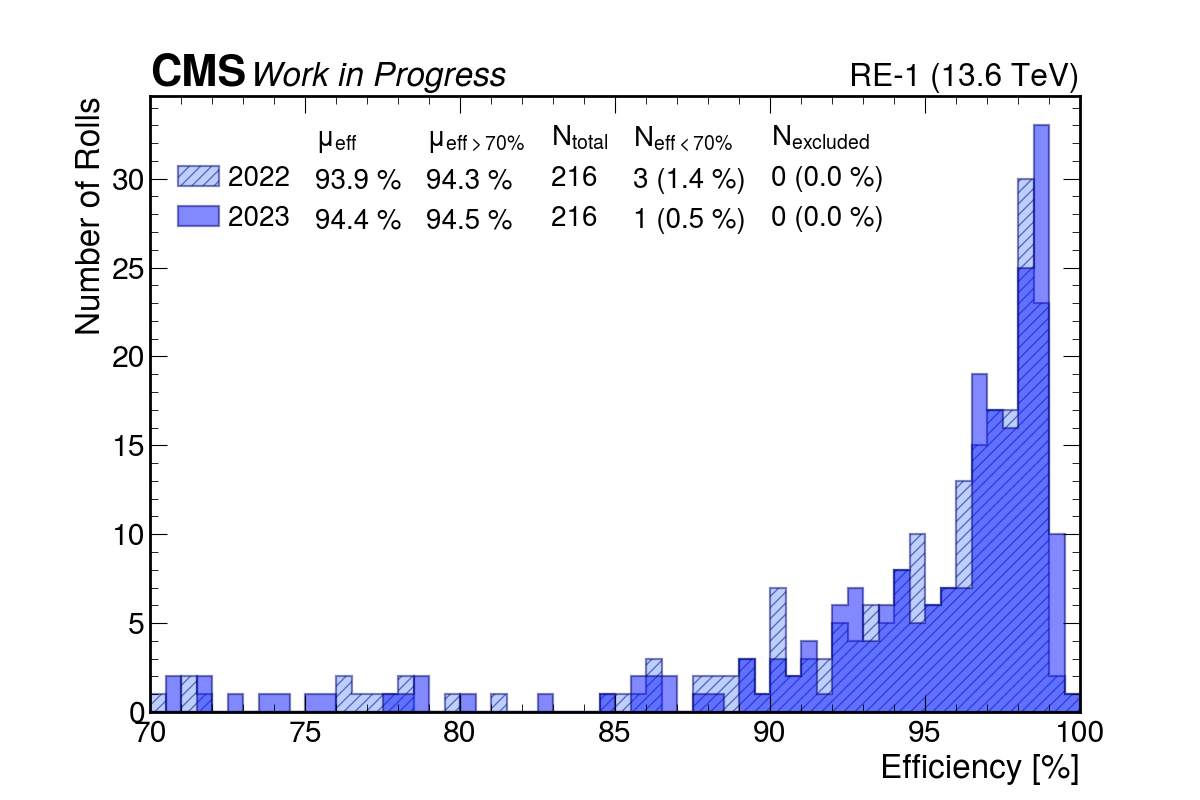 CMS Work in Progress RE-1 (13.6 TeV)
Number of Rolls
μeff μeff > 70% Ntotal Neff < 70% Nexcluded
2022 93.9 % 94.3 % 216 3 (1.4 %) 0 (0.0 %)
2023 94.4 % 94.5 % 216 1 (0.5 %) 0 (0.0 %)
30
25
20
15
10
5
0
70 75 80 85 90 95 100
Efficiency [%]